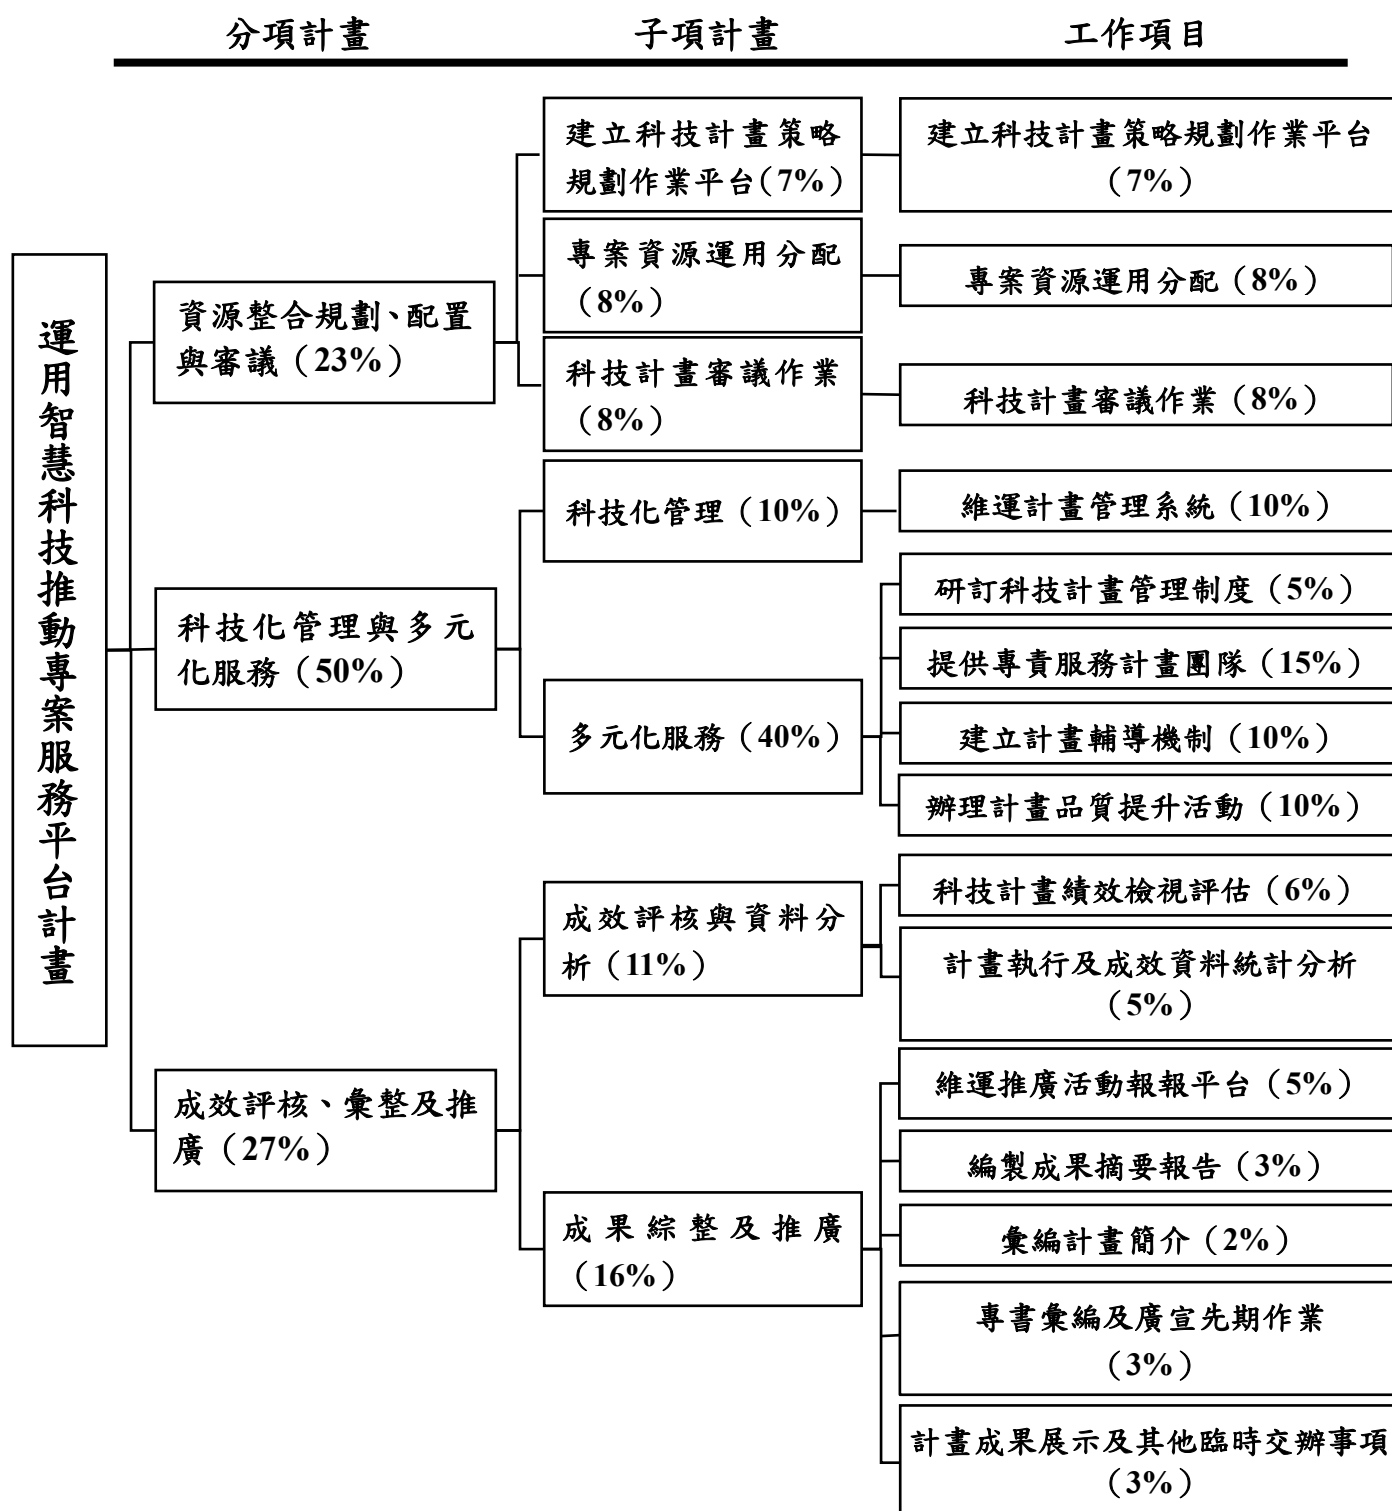 分項計畫
子項計畫
工作項目
運用智慧科技推動專案服務平台計畫
資源整合規劃、配置
與審議（23%）
建立科技計畫策略
規劃作業平台（7%）
建立科技計畫策略規劃作業平台
（7%）
專案資源運用分配
（8%）
專案資源運用分配（8%）
科技計畫審議作業
（8%）
科技計畫審議作業（8%）
科技化管理與多元
化服務（50%）
科技化管理（10%）
維運計畫管理系統（10%）
多元化服務（40%）
研訂科技計畫管理制度（5%）
提供專責服務計畫團隊（15%）
建立計畫輔導機制（10%）
辦理計畫品質提升活動（10%）
成效評核、彙整及推
廣（27%）
成效評核與資料分
析（11%）
科技計畫績效檢視評估（6%）
計畫執行及成效資料統計分析
（5%）
成果綜整及推廣
（16%）
維運推廣活動報報平台（5%）
編製成果摘要報告（3%）
彙編計畫簡介（2%）
專書彙編及廣宣先期作業
（3%）
計畫成果展示及其他臨時交辦事項
（3%）